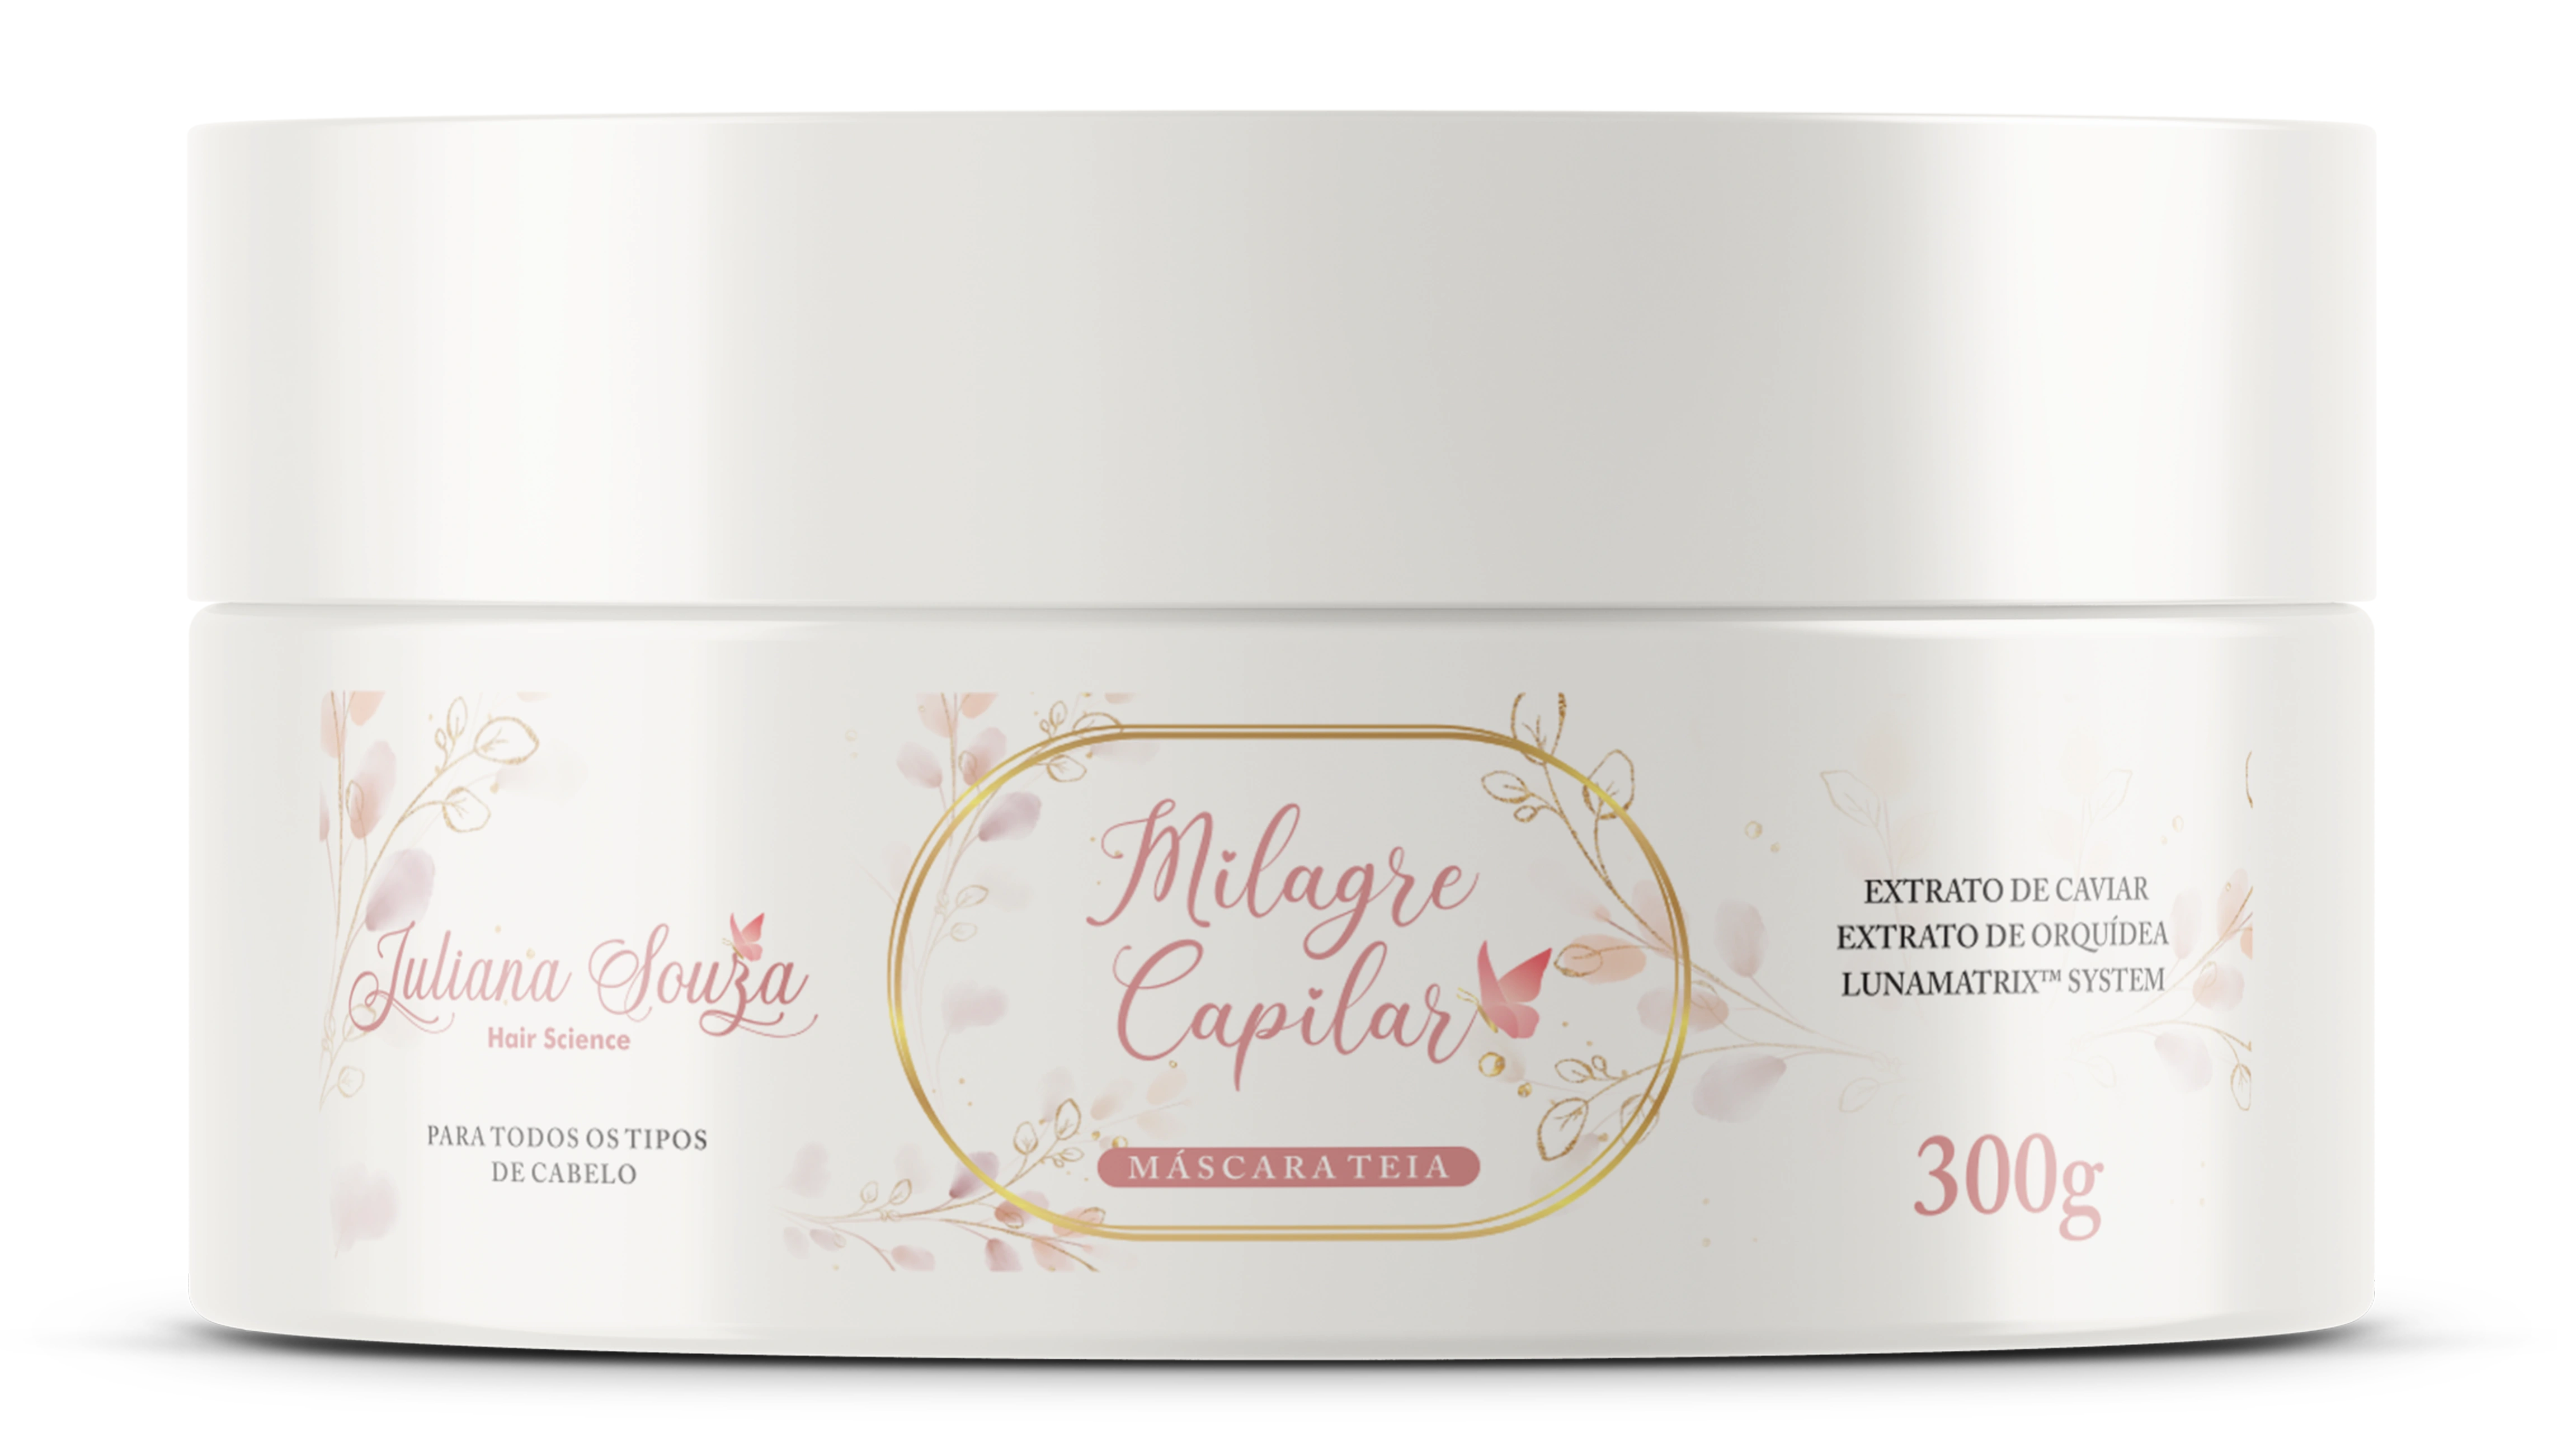 Juliana Souza
Hair Science
PARA TODOS OS TIPOS
DE CABELO
Milagre
Capilar
MÁSCARA TEIA
EXTRATO DE CAVIAR
EXTRATO DE ORQUÍDEA
LUNAMATRIX™ SYSTEM
300g